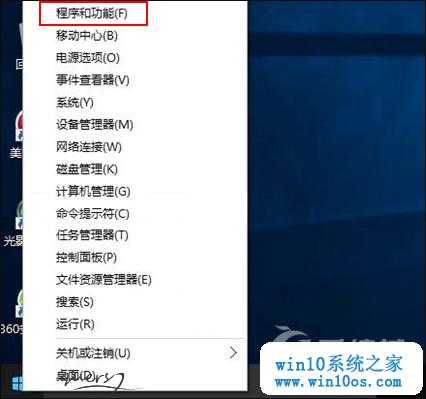 程序和功能(F)
移动中心(B)
电源选项(O)
事件查看器(V)
系统(Y)
设备管理器(M)
网络连接(W)
磁盘管理(K)
计算机管理(G)
命令提示符(C)
任务管理器(T)
控制面板(P)
文件资源管理器(E)
搜索(S)
运行(R)
关机或注销(U)
桌面(D)
回
美
光影
360安
win10系统之家
www.win10os.com